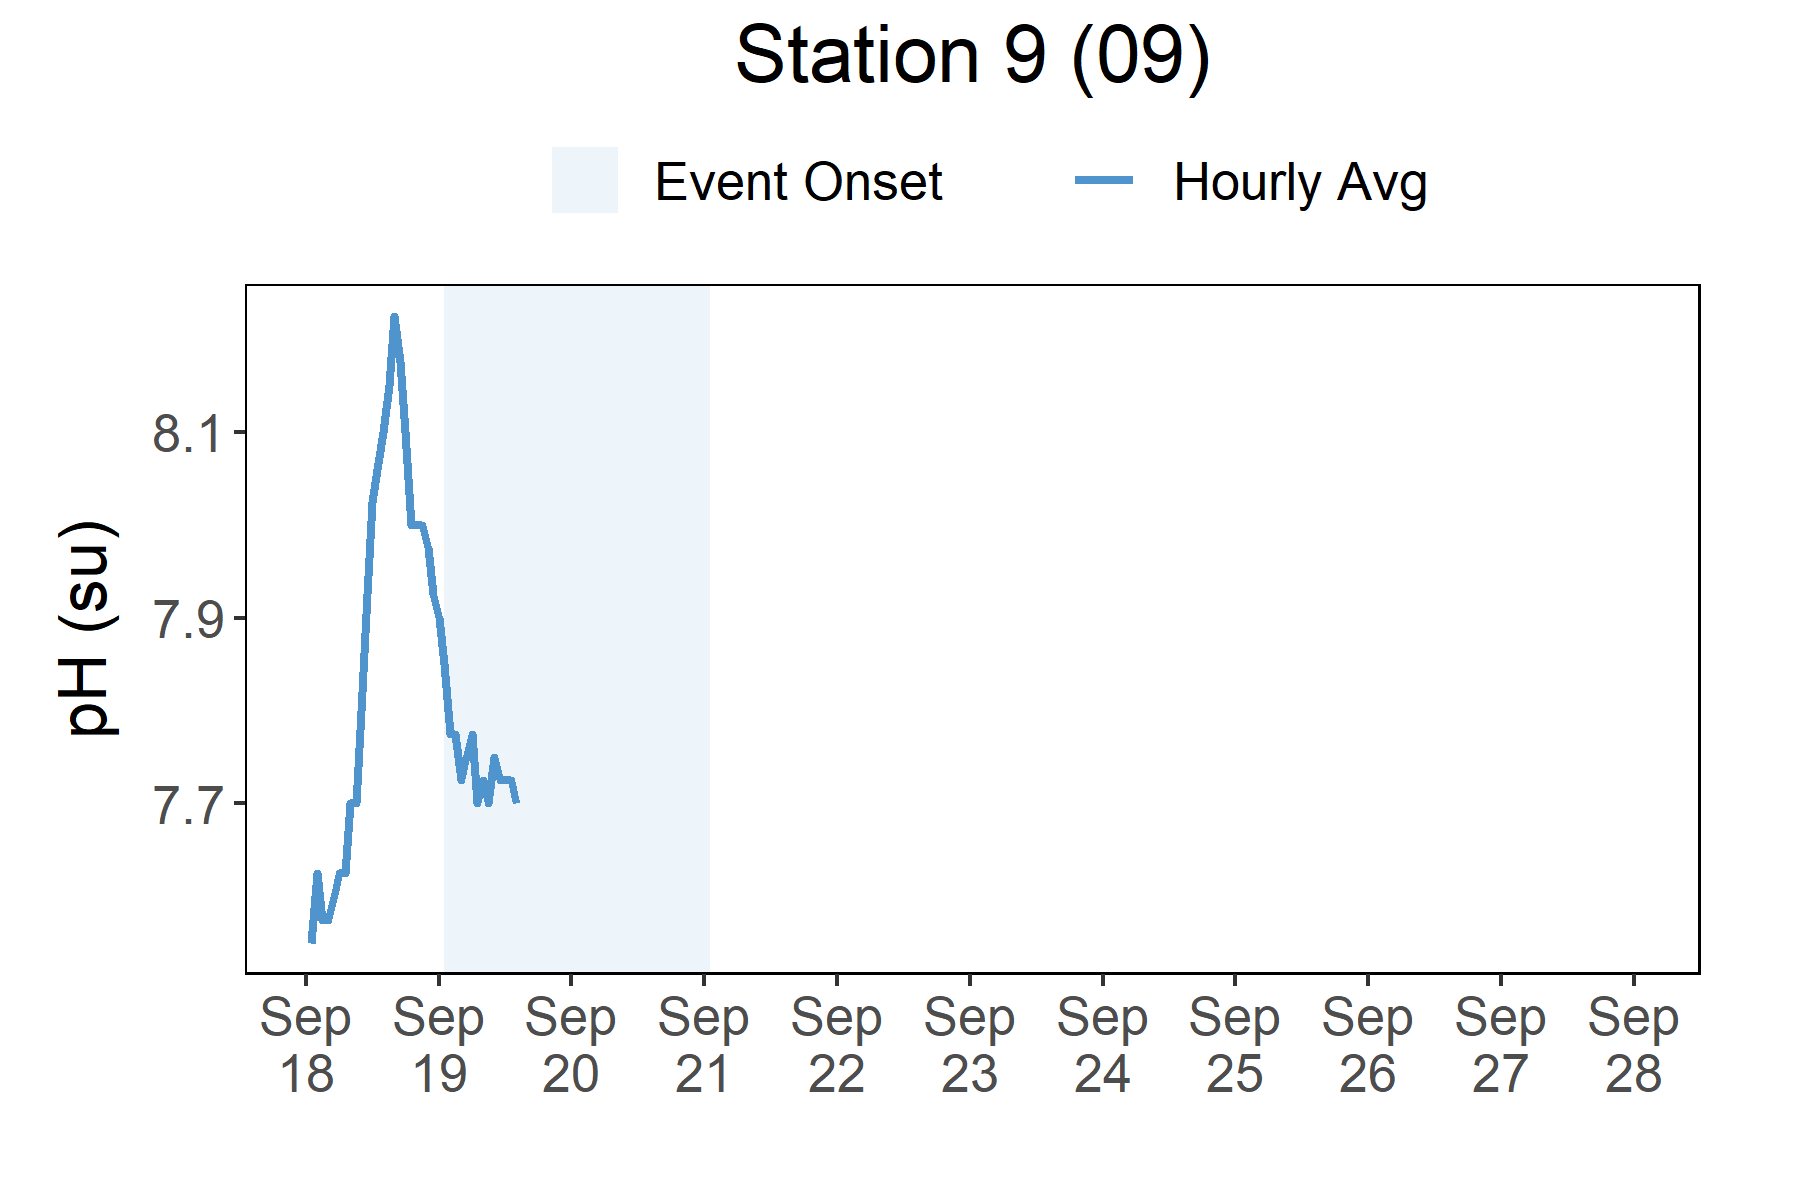 Station 9 (09)
Event Onset Hourly Avg
pH (su)
8.1
7.9
7.7
Sep Sep Sep Sep Sep Sep Sep Sep Sep Sep Sep
18 19 20 21 22 23 24 25 26 27 28